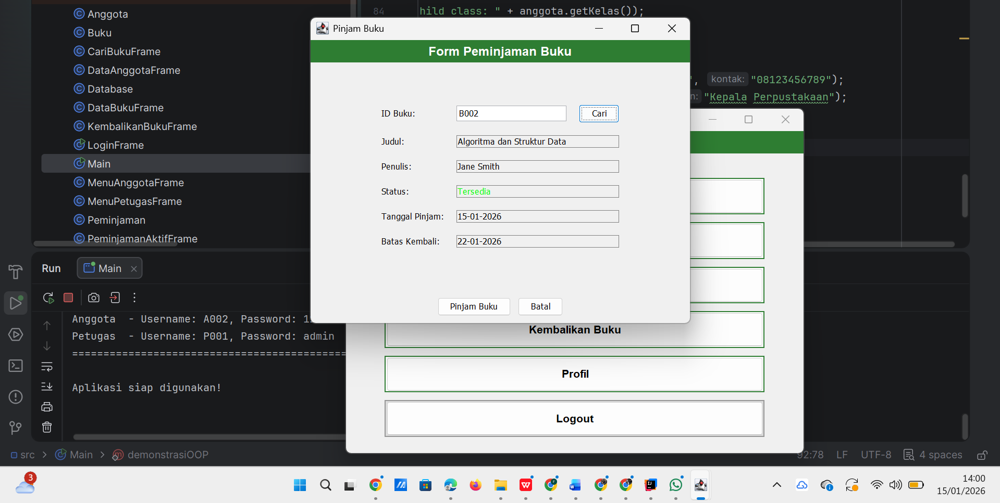 Anggota
Buku
CariBukuFrame
DataAnggotaFrame
Database
DataBukuFrame
KembalikanBukuFrame
LoginFrame
Main
MenuAnggotaFrame
MenuPetugasFrame
Peminjaman
PeminjamanAktifFrame
84
hild class: " + anggota.getKelas());
", kontak: "08123456789");
n: "Kepala Perpustakaan");
Pinjam Buku
Form Peminjaman Buku
ID Buku: B002 Cari
Judul: Algoritma dan Struktur Data
Penulis: Jane Smith
Status: Tersedia
Tanggal Pinjam: 15-01-2026
Batas Kembali: 22-01-2026
Pinjam Buku Batal
Kembalikan Buku
Profil
Logout
Run Main
Anggota - Username: A002, Password: 1
Petugas - Username: P001, Password: admin
============================================
Aplikasi siap digunakan!
src > Main > demonstrasiOOP
92:78 LF UTF-8 4 spaces
3
14:00
15/01/2026